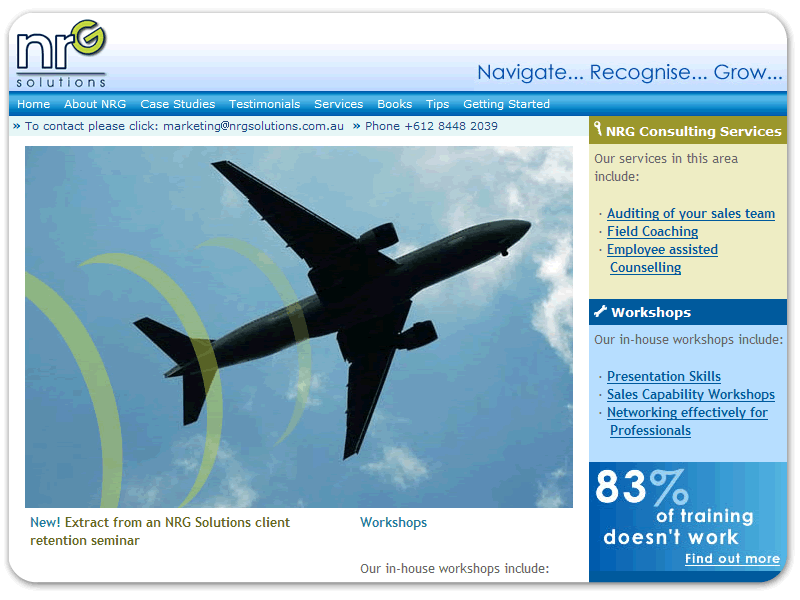 nrG
solutions
Navigate... Recognise... Grow...
Home About NRG Case Studies Testimonials Services Books Tips Getting Started
» To contact please click: marketing@nrgsolutions.com.au » Phone +612 8448 2039
NRG Consulting Services
Our services in this area
include:
· Auditing of your sales team
· Field Coaching
· Employee assisted
Counselling
Workshops
Our in-house workshops include:
· Presentation Skills
· Sales Capability Workshops
· Networking effectively for
Professionals
83%
of training
doesn't work
Find out more
New! Extract from an NRG Solutions client
retention seminar
Workshops
Our in-house workshops include: